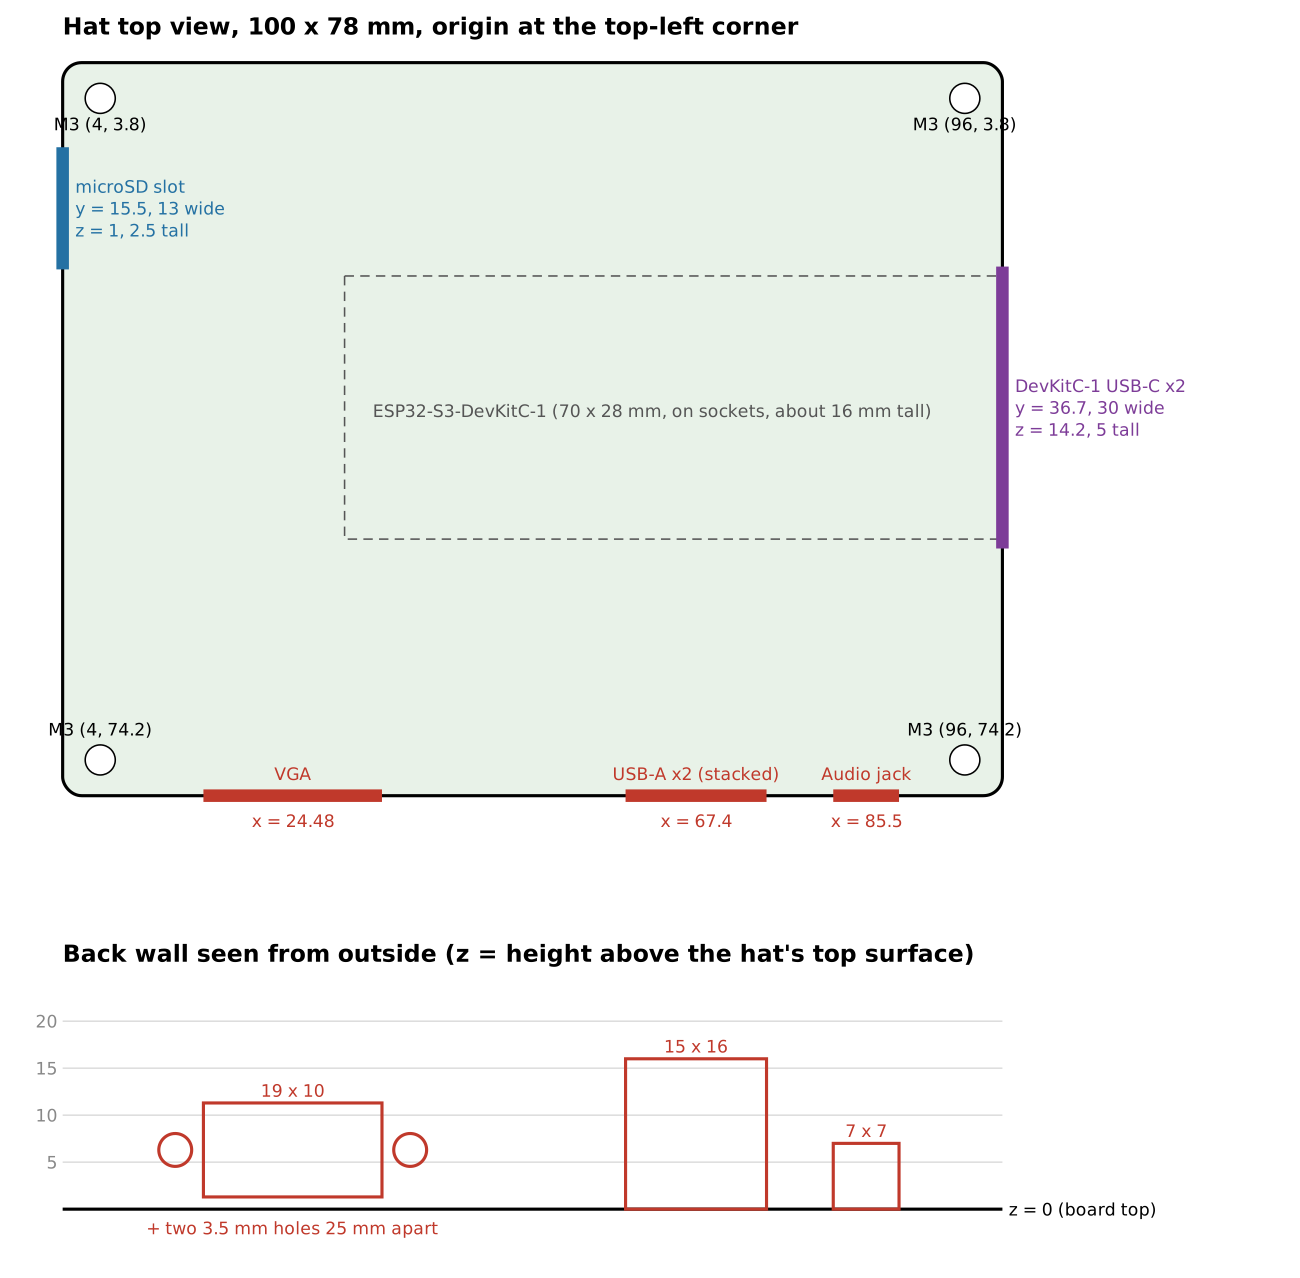 Hat top view, 100 x 78 mm, origin at the top-left corner
M3 (4, 3.8)
M3 (96, 3.8)
microSD slot
y = 15.5, 13 wide
z = 1, 2.5 tall
DevKitC-1 USB-C x2
y = 36.7, 30 wide
z = 14.2, 5 tall
ESP32-S3-DevKitC-1 (70 x 28 mm, on sockets, about 16 mm tall)
M3 (4, 74.2)
M3 (96, 74.2)
VGA
USB-A x2 (stacked)
Audio jack
x = 24.48
x = 67.4
x = 85.5
Back wall seen from outside (z = height above the hat's top surface)
20
15 x 16
15
19 x 10
10
7 x 7
5
z = 0 (board top)
+ two 3.5 mm holes 25 mm apart